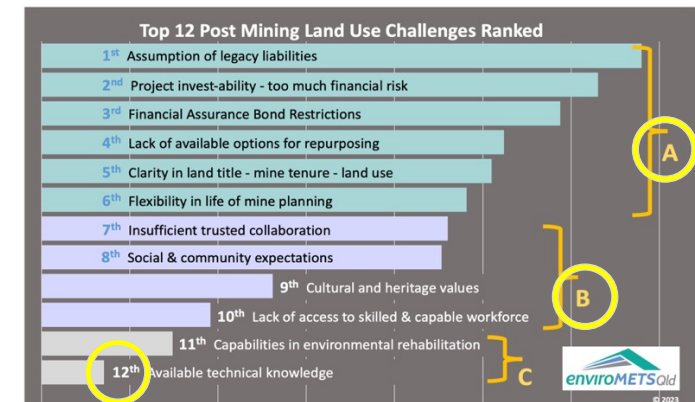 Top 12 Post Mining Land Use Challenges Ranked
1st Assumption of legacy liabilities
2nd Project invest-ability - too much financial risk
3rd Financial Assurance Bond Restrictions
4th Lack of available options for repurposing
A
5th Clarity in land title - mine tenure - land use
6th Flexibility in life of mine planning
7th Insufficient trusted collaboration
8th Social & community expectations
9th Cultural and heritage values
B
10th Lack of access to skilled & capable workforce
11th Capabilities in environmental rehabilitation
12th Available technical knowledge
C
enviroMETSQld
© 2023